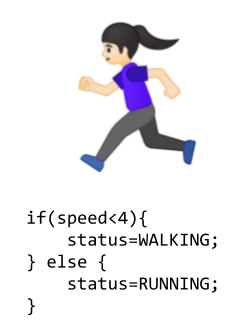 if(speed<4){
    status=WALKING;
} else {
    status=RUNNING;
}